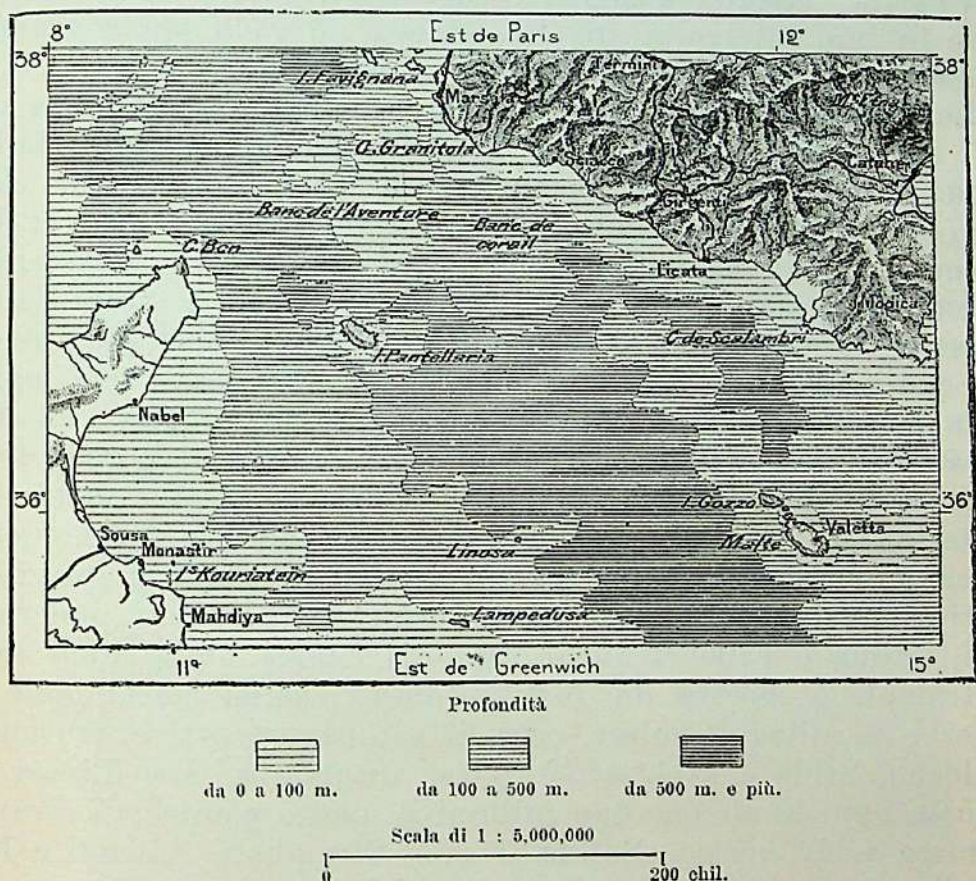 8° Est de Paris 12°
38° 38°
I. Favignana
Termini
Marsala
C. Granitola
Sciacca
Girgenti
Banc de l'Aventure
Banc de corail
C. Bon
Licata
Modica
C. de Scalambri
I. Pantellaria
Nabel
36° 36°
I. Gozzo
Valetta
Malte
Sousa
Monastir
Linosa
Iˢ Kouriatein
Mahdiya
Lampedusa
11° Est de Greenwich 15°
Profondità
da 0 a 100 m. da 100 a 500 m. da 500 m. e più.
Scala di 1 : 5,000,000
0 200 chil.